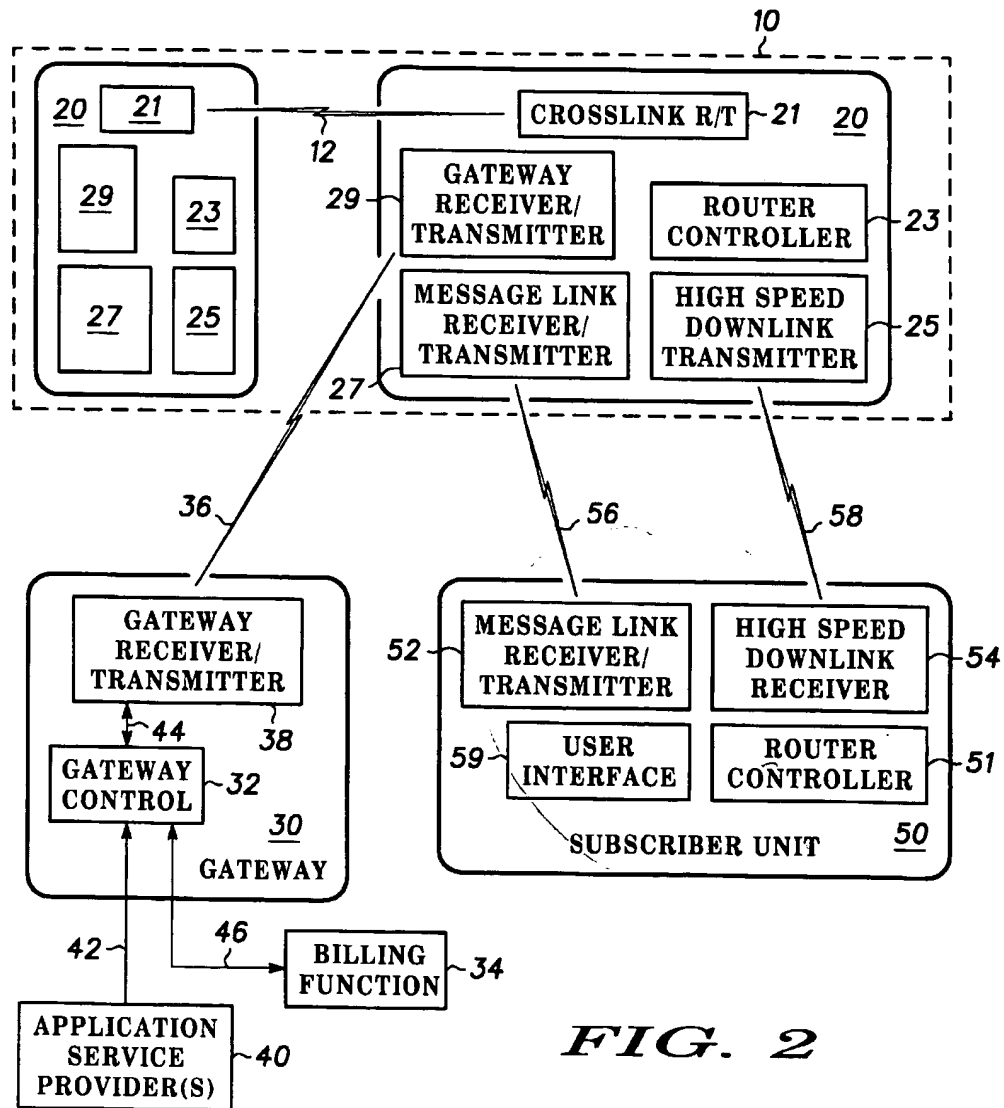 10
20
21
12
CROSSLINK R/T
21
20
29
23
27
25
29
GATEWAY
RECEIVER/
TRANSMITTER
ROUTER
CONTROLLER
23
MESSAGE LINK
RECEIVER/
TRANSMITTER
27
HIGH SPEED
DOWNLINK
TRANSMITTER
25
36
56
58
GATEWAY
RECEIVER/
TRANSMITTER
38
44
GATEWAY
CONTROL
32
30
GATEWAY
52
MESSAGE LINK
RECEIVER/
TRANSMITTER
HIGH SPEED
DOWNLINK
RECEIVER
54
59
USER
INTERFACE
ROUTER
CONTROLLER
51
SUBSCRIBER UNIT
50
42
46
BILLING
FUNCTION
34
APPLICATION
SERVICE
PROVIDER(S)
40
FIG. 2